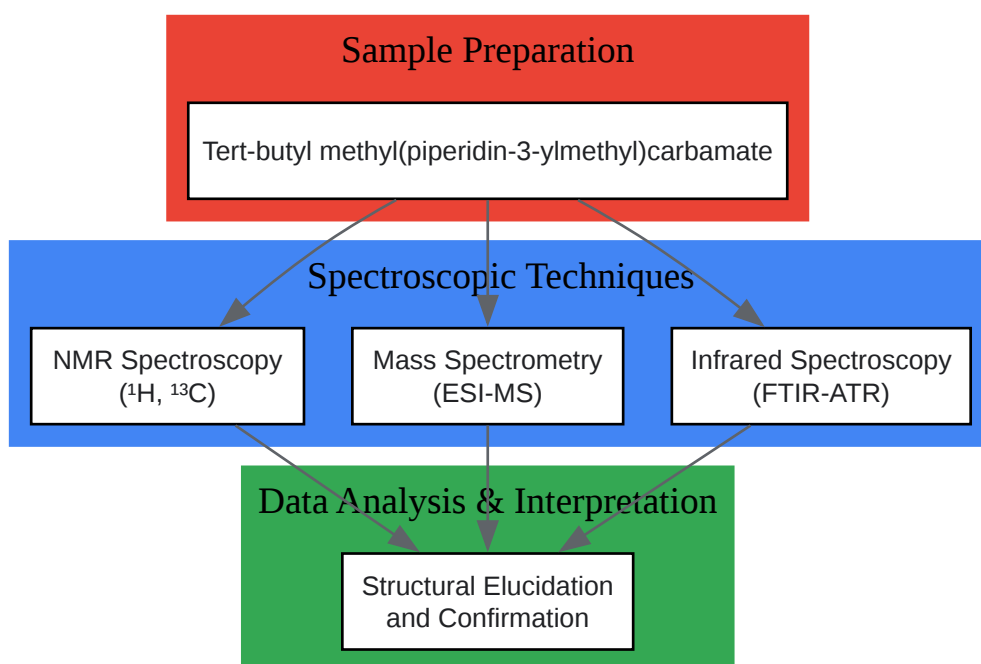 Sample Preparation
Tert-butyl methyl(piperidin-3-ylmethyl)carbamate
Spectroscopic Techniques
NMR Spectroscopy
(¹H, ¹³C)
Mass Spectrometry
(ESI-MS)
Infrared Spectroscopy
(FTIR-ATR)
Data Analysis & Interpretation
Structural Elucidation
and Confirmation